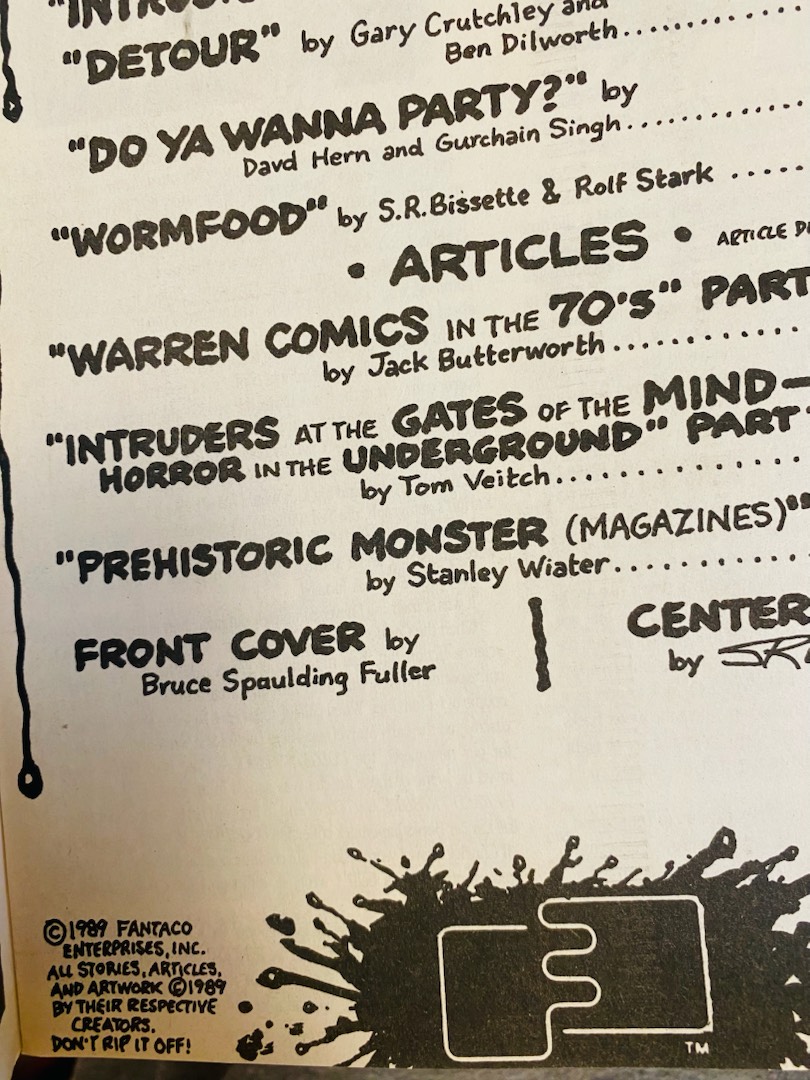 "DETOUR" by Gary Crutchley and
Ben Dilworth..............
"DO YA WANNA PARTY?" by
Davd Hern and Gurchain Singh..............
"WORMFOOD" by S.R.Bissette & Rolf Stark .....
• ARTICLES • ARTICLE
"WARREN COMICS IN THE 70's" PART
by Jack Butterworth..............
"INTRUDERS AT THE GATES OF THE MIND—
HORROR IN THE UNDERGROUND" PART
by Tom Veitch..................
"PREHISTORIC MONSTER (MAGAZINES)"
by Stanley Wiater..............
FRONT COVER by
Bruce Spaulding Fuller
CENTER
by
©1989 FANTACO
ENTERPRISES, INC.
ALL STORIES, ARTICLES,
AND ARTWORK ©1989
BY THEIR RESPECTIVE
CREATORS.
DON'T RIP IT OFF!
TM